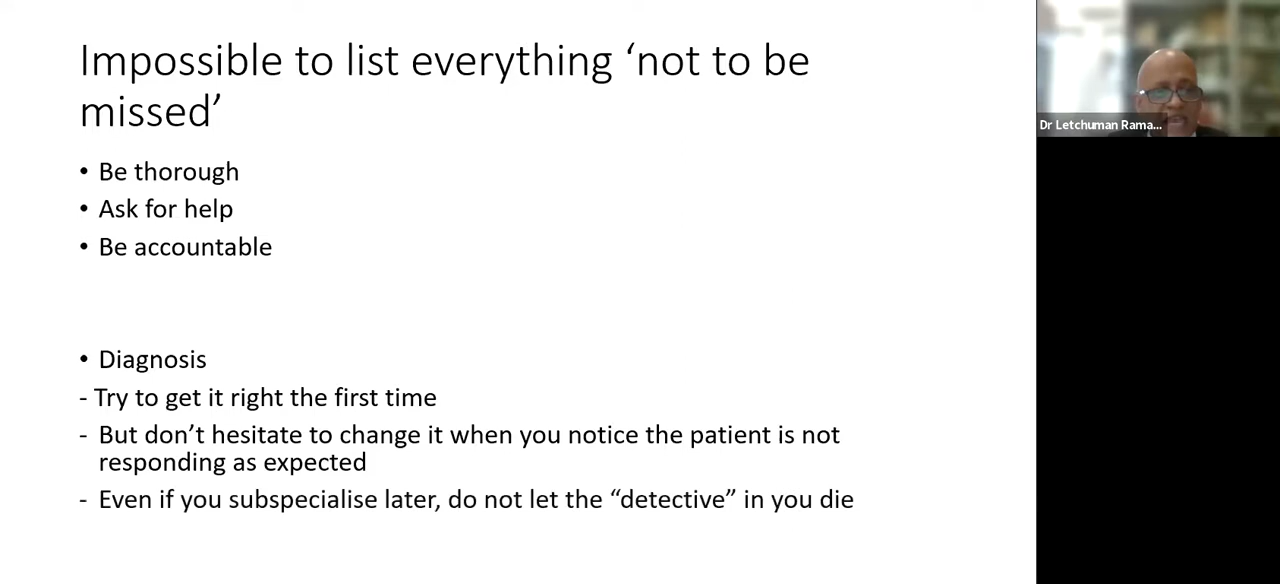 Impossible to list everything ‘not to be
missed’
• Be thorough
• Ask for help
• Be accountable
• Diagnosis
- Try to get it right the first time
- But don’t hesitate to change it when you notice the patient is not
responding as expected
- Even if you subspecialise later, do not let the “detective” in you die
Dr Letchuman Rama...